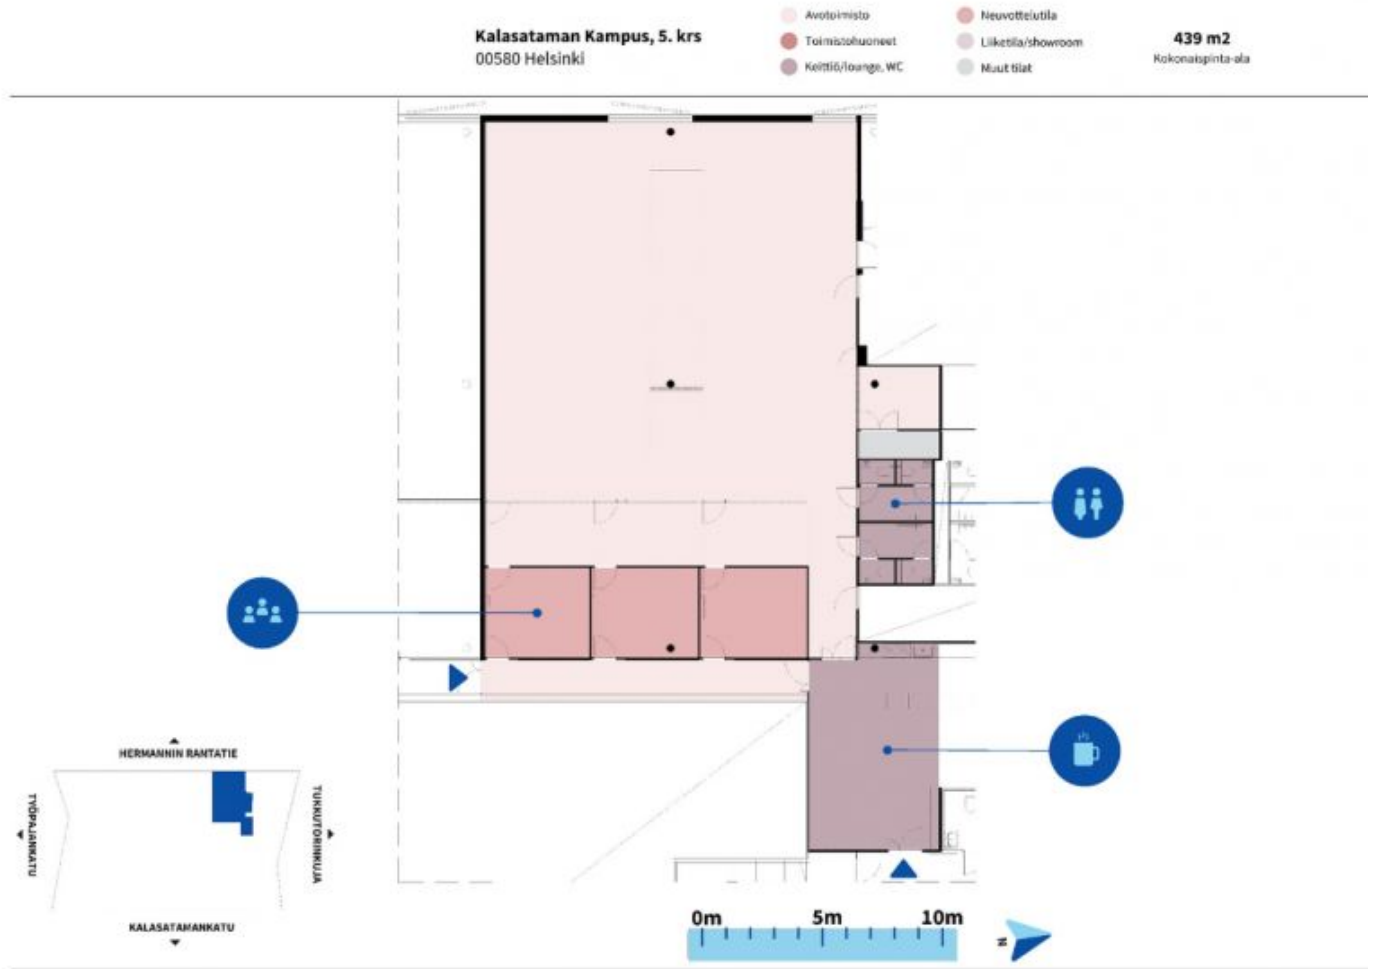 Kalasataman Kampus, 5. krs
00580 Helsinki
Avotoimisto
Toimistohuoneet
Keittiö/lounge, WC
Neuvottelutila
Liiketila/showroom
Muut tilat
439 m2
Kokonaispinta-ala
HERMANNIN RANTATIE
TYÖPAJANKATU
TUKKUTORINKUJA
KALASATAMANKATU
0m 5m 10m
N